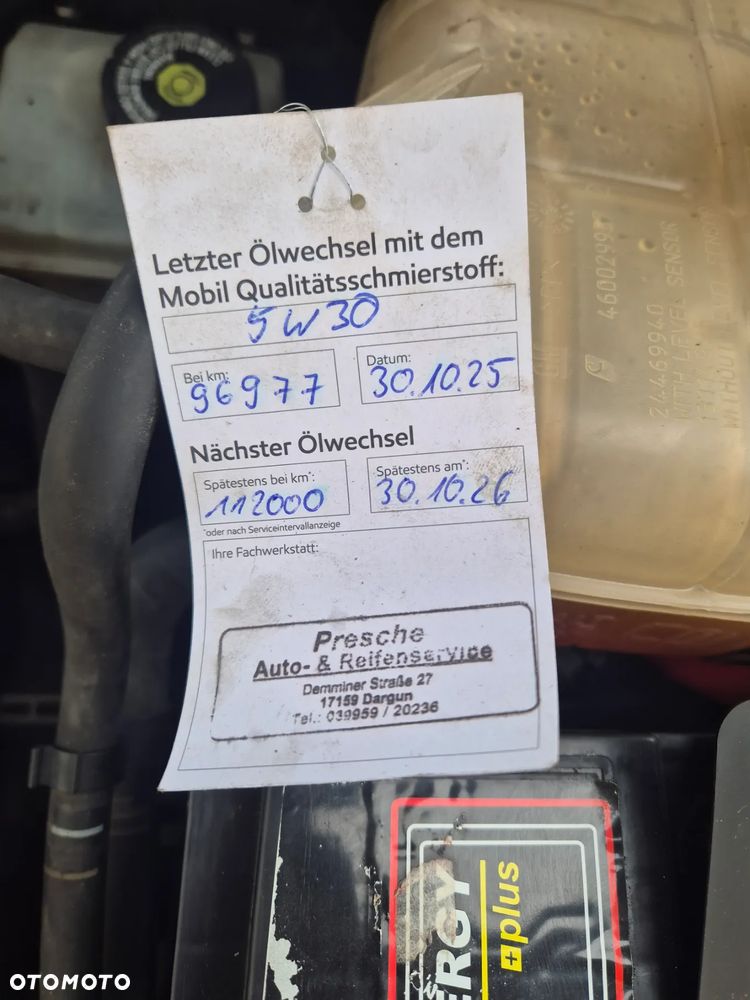 Letzter Ölwechsel mit dem
Mobil Qualitätsschmierstoff:
5W30
Bei km:
96977
Datum:
30.10.25
Nächster Ölwechsel
Spätestens bei km*:
112000
Spätestens am*:
30.10.26
*oder nach Serviceintervallanzeige
Ihre Fachwerkstatt:
Presche
Auto- & Reifenservice
Demminer Straße 27
17159 Dargun
Tel.: 039959 / 20236
46002991
24469940
WITH LEVEL SENSOR
ERGY
+plus
OTOMOTO